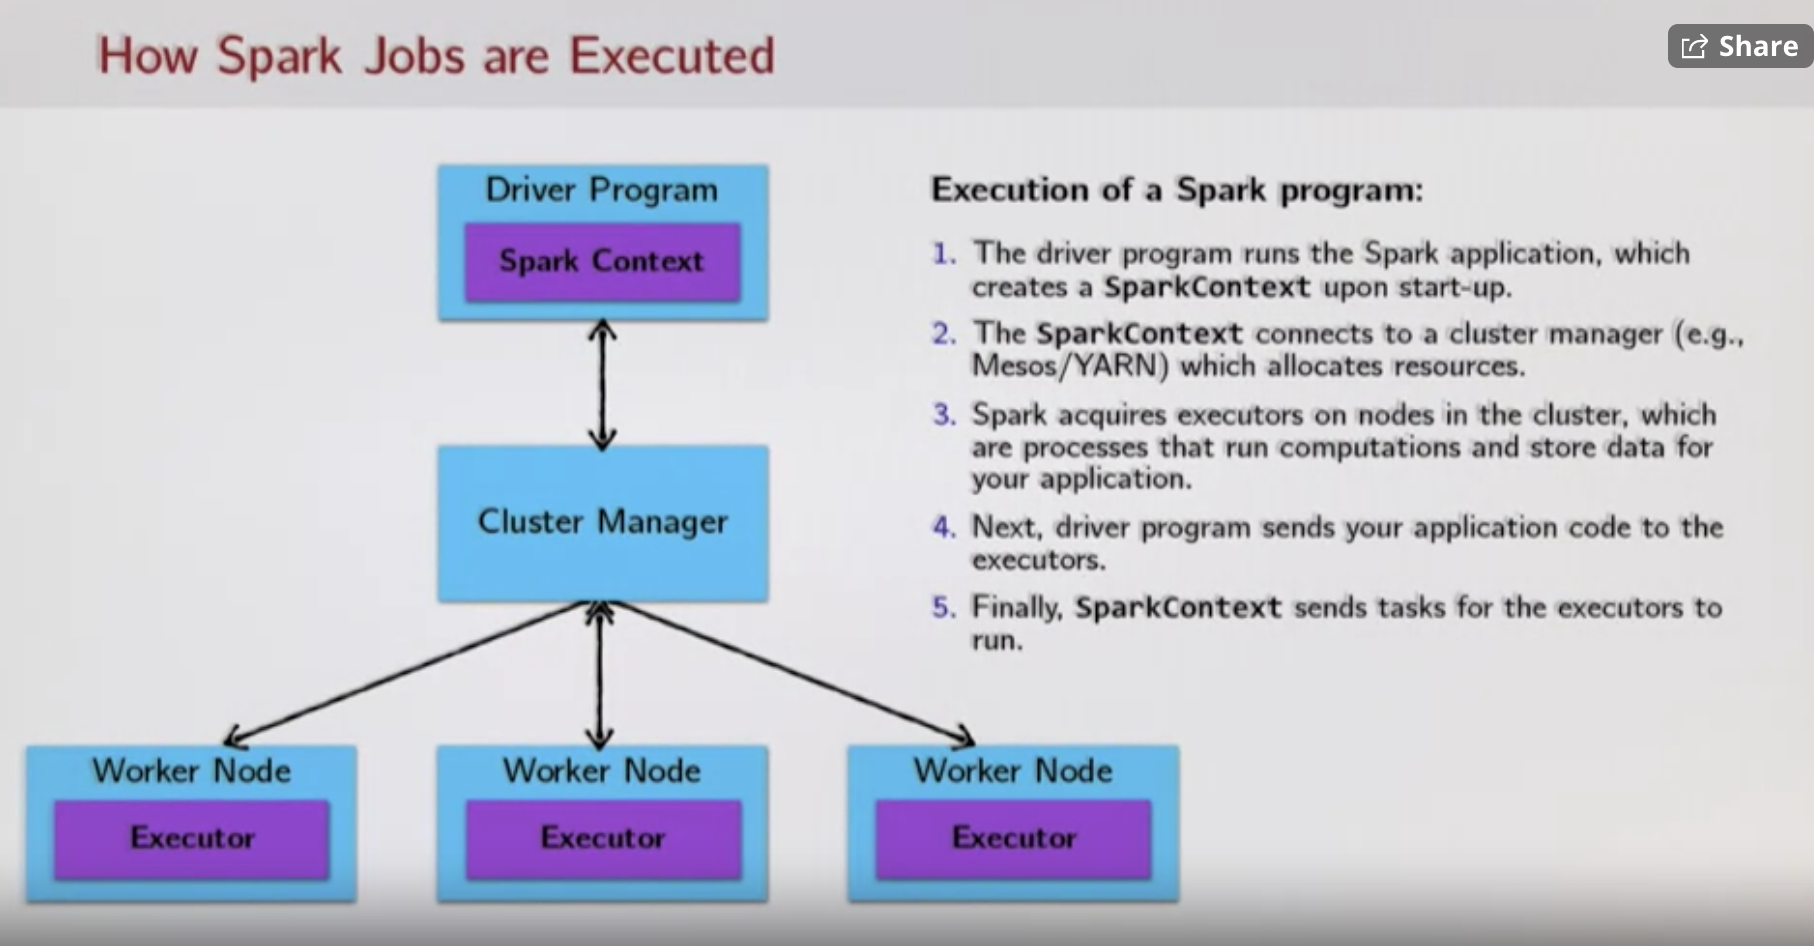 How Spark Jobs are Executed
Share
Driver Program
Spark Context
Cluster Manager
Worker Node
Executor
Worker Node
Executor
Worker Node
Executor
Execution of a Spark program:
1. The driver program runs the Spark application, which
creates a SparkContext upon start-up.
2. The SparkContext connects to a cluster manager (e.g.,
Mesos/YARN) which allocates resources.
3. Spark acquires executors on nodes in the cluster, which
are processes that run computations and store data for
your application.
4. Next, driver program sends your application code to the
executors.
5. Finally, SparkContext sends tasks for the executors to
run.